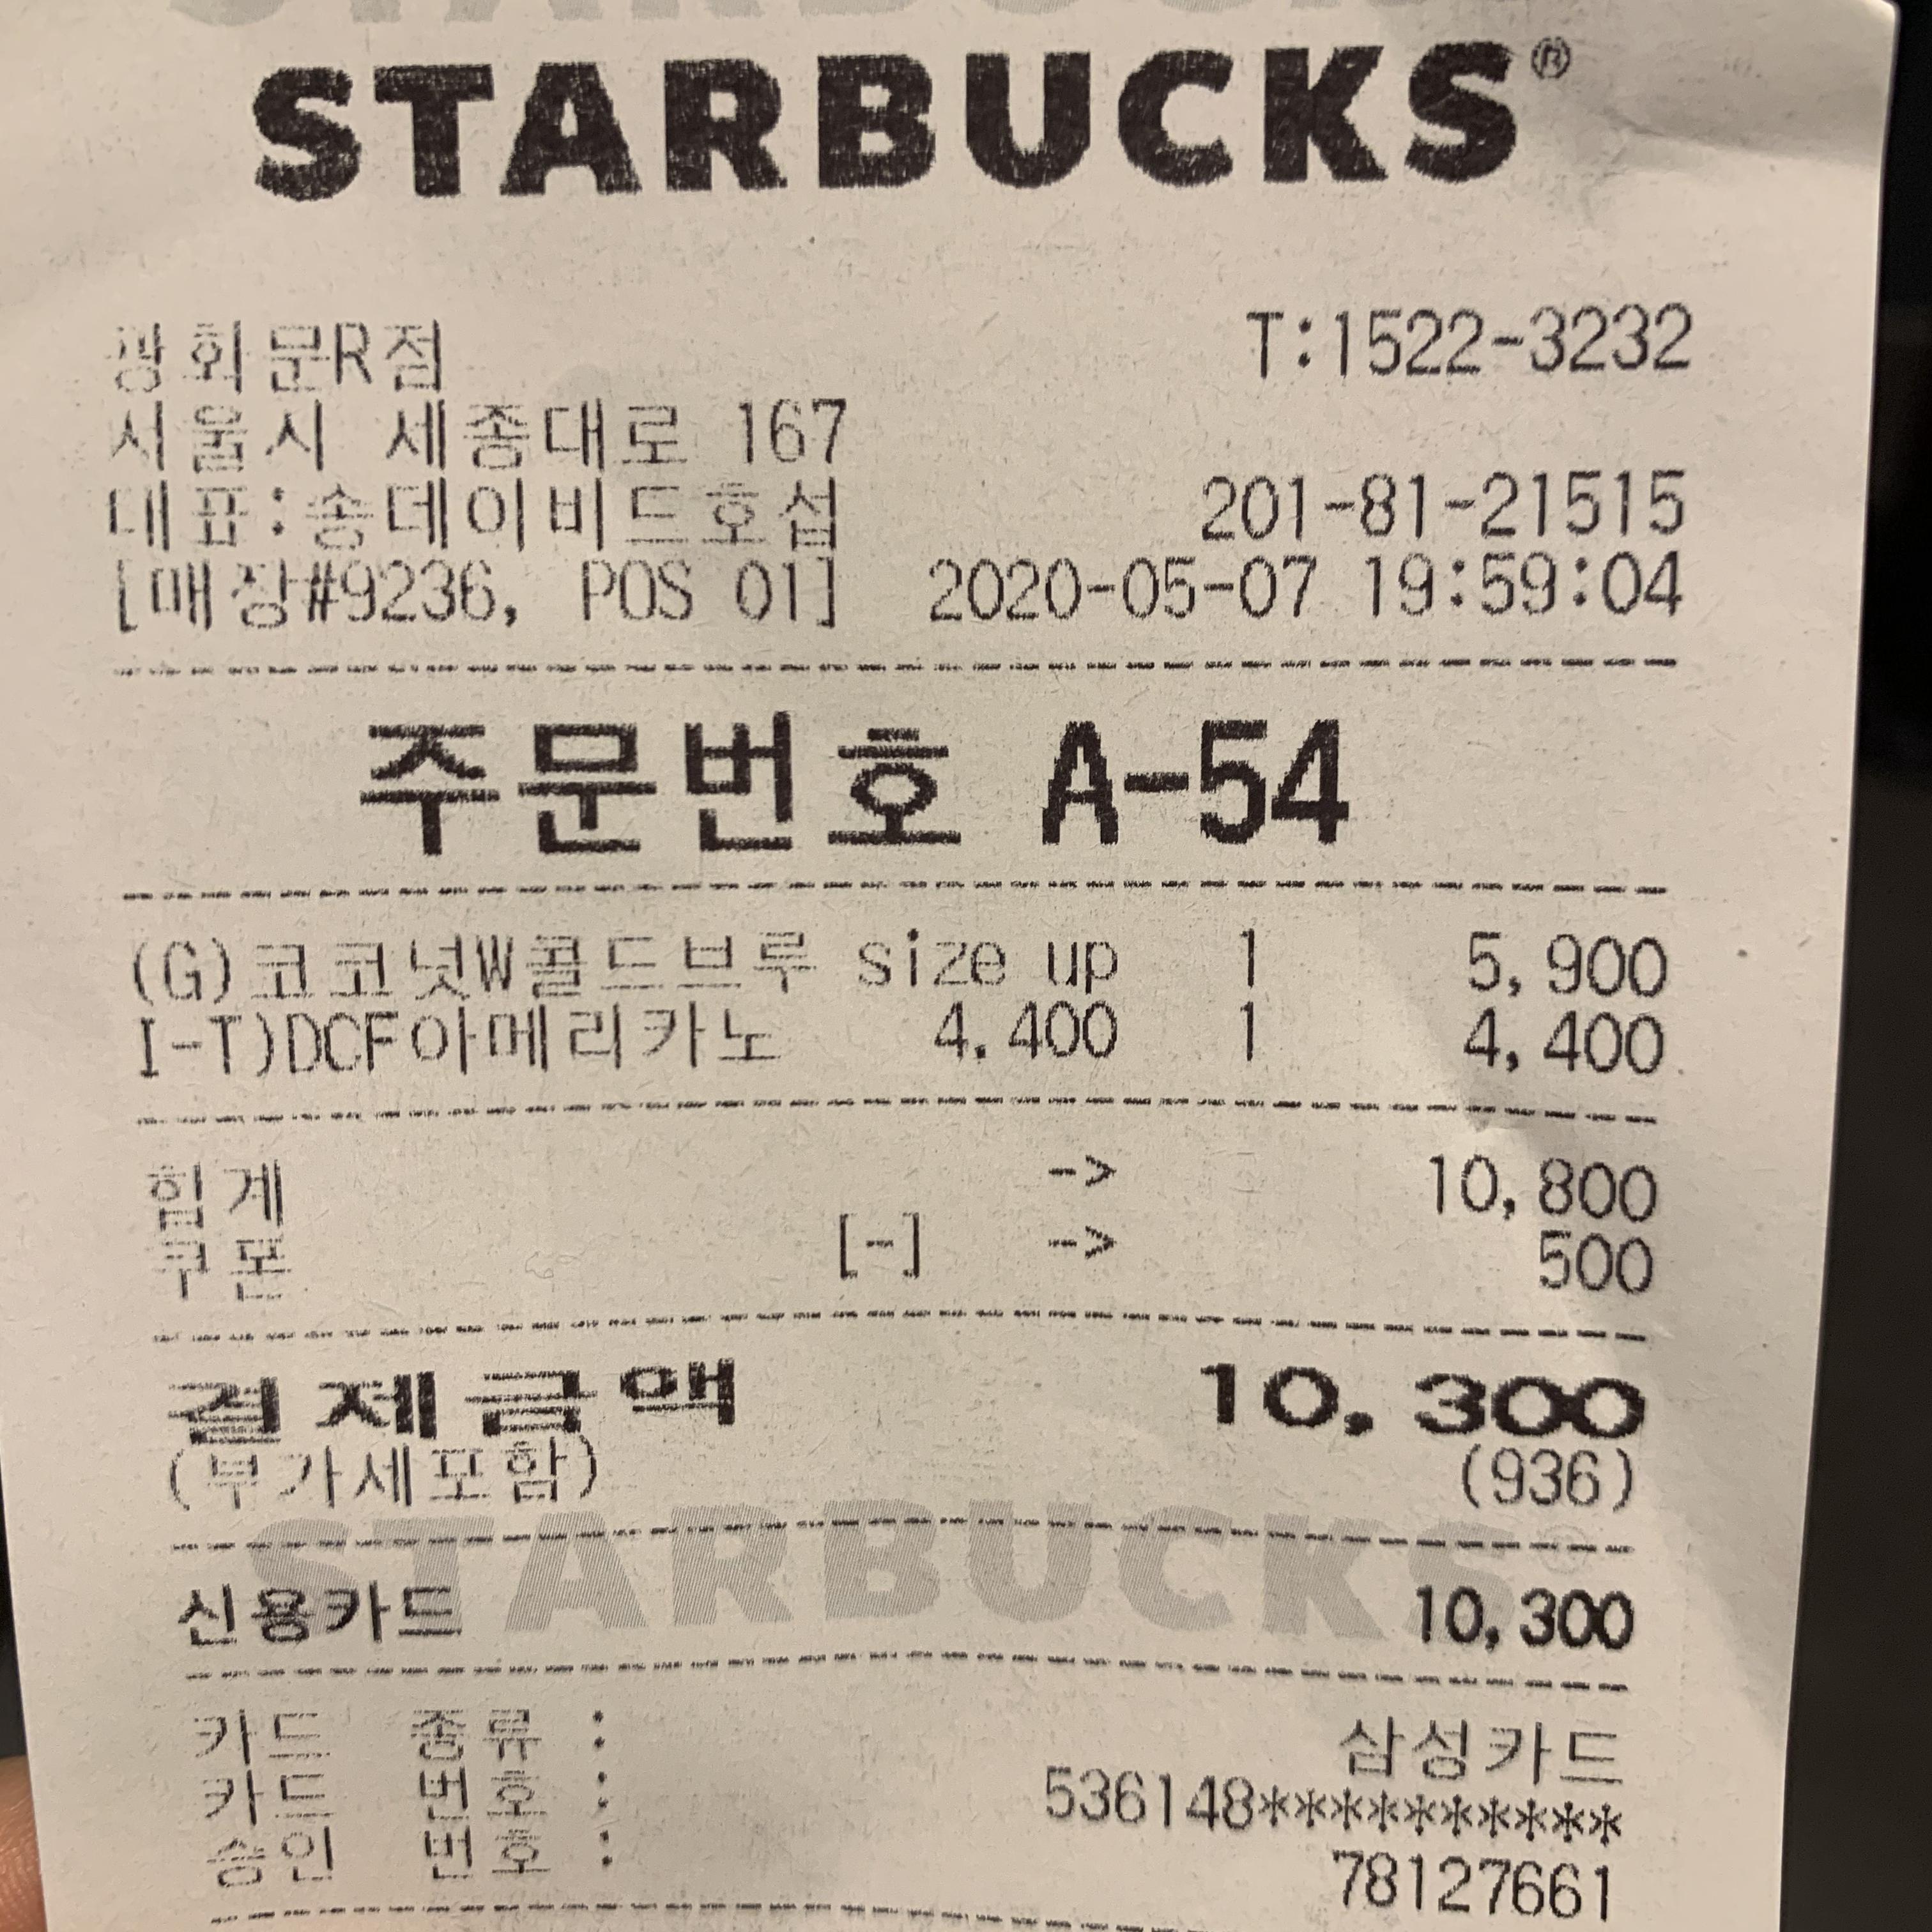 STARBUCKS®
광화문R점 T:1522-3232
서울시 세종대로 167
대표:송데이비드호섭 201-81-21515
[매장#9236, POS 01] 2020-05-07 19:59:04
주문번호 A-54
(G)코코넛W콜드브루 size up 1 5,900
I-T)DCF아메리카노 4,400 1 4,400
합계 -> 10,800
쿠폰 [-] -> 500
결제금액 10,300
(부가세포함) (936)
STARBUCKS®
신용카드 10,300
카드 종류 : 삼성카드
카드 번호 : 536148**********
승인 번호 : 78127661